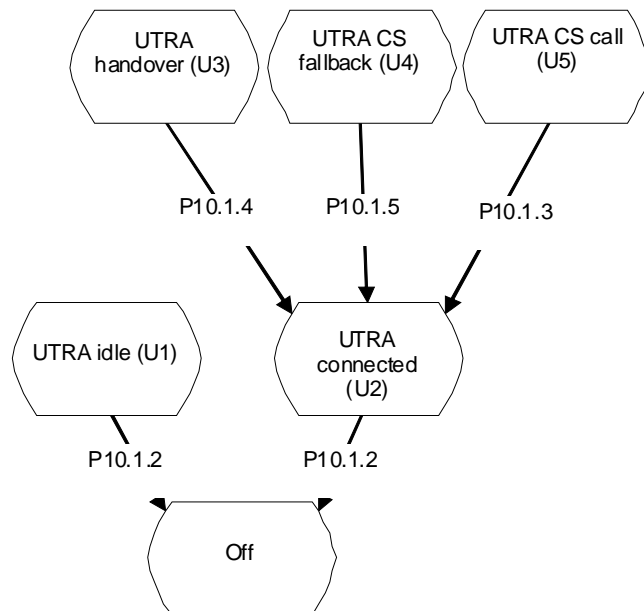 UTRA
handover (U3)
UTRA CS
fallback (U4)
UTRA CS call
(U5)
P10.1.4
P10.1.5
P10.1.3
UTRA idle (U1)
UTRA
connected
(U2)
P10.1.2
P10.1.2
Off